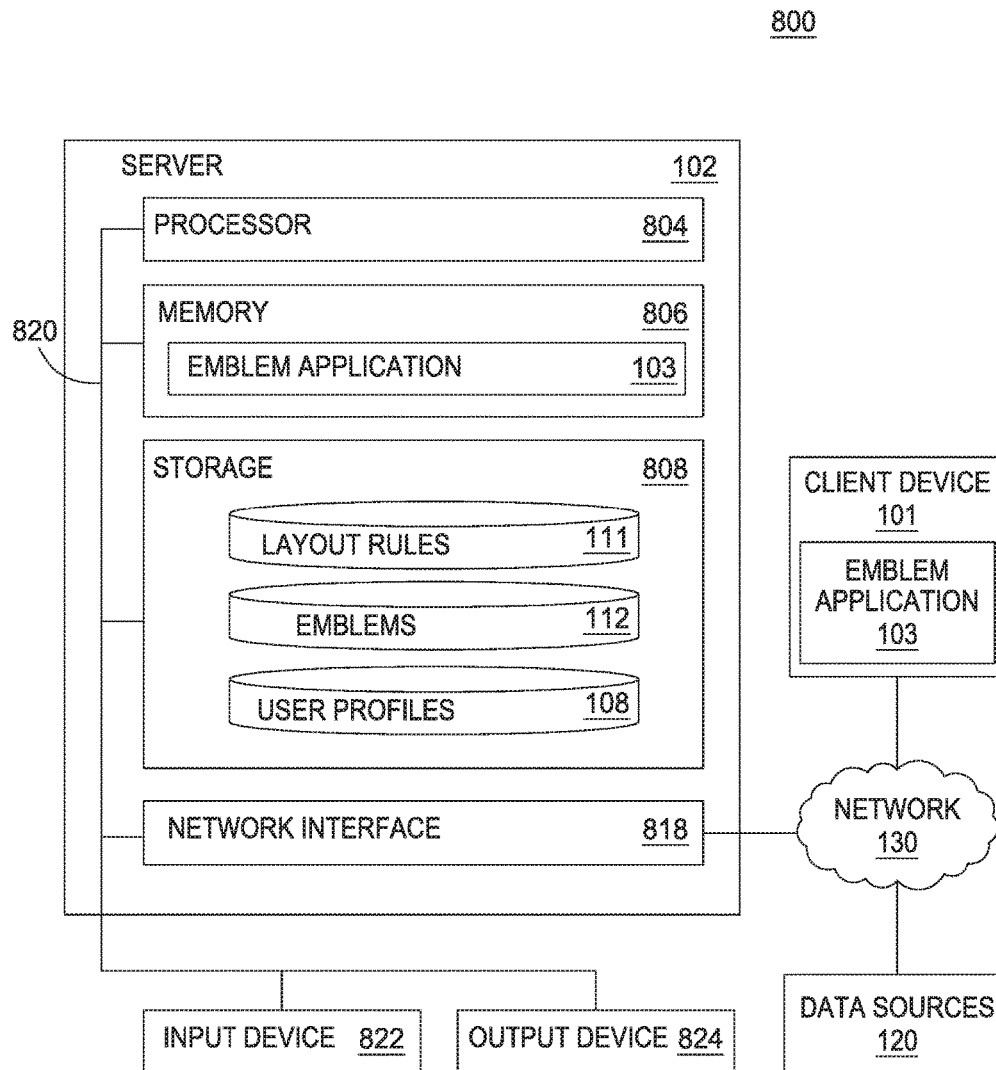 800
SERVER 102
PROCESSOR 804
MEMORY 806
820
EMBLEM APPLICATION 103
STORAGE 808
LAYOUT RULES 111
EMBLEMS 112
USER PROFILES 108
CLIENT DEVICE
101
EMBLEM
APPLICATION
103
NETWORK INTERFACE 818
NETWORK
130
INPUT DEVICE 822
OUTPUT DEVICE 824
DATA SOURCES
120